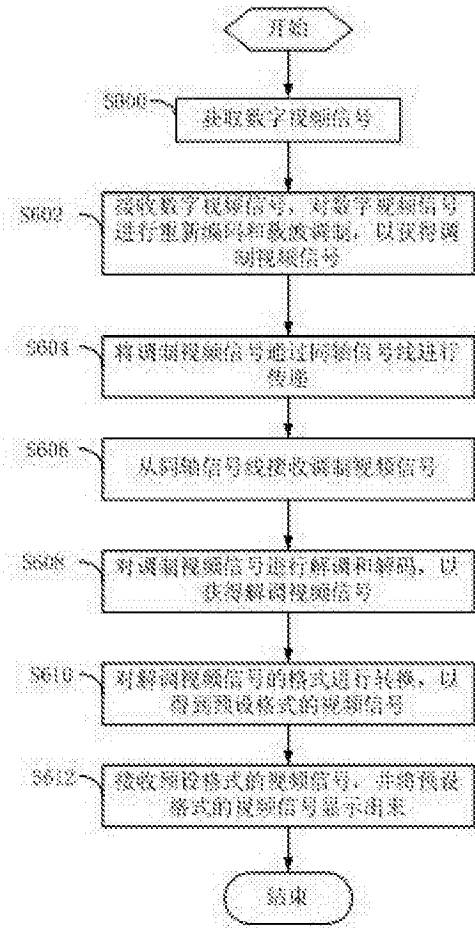 开始
S600
获取数字视频信号
S602
接收数字视频信号，对数字视频信号
进行重新编码和载波调制，以获得调
制视频信号
S604
将调制视频信号通过同轴信号线进行
传递
S606
从同轴信号线接收调制视频信号
S608
对调制视频信号进行解调和解码，以
获得解调视频信号
S610
对解调视频信号的格式进行转换，以
得到预设格式的视频信号
S612
接收预检格式的视频信号，并将预设
格式的视频信号显示出来
结束